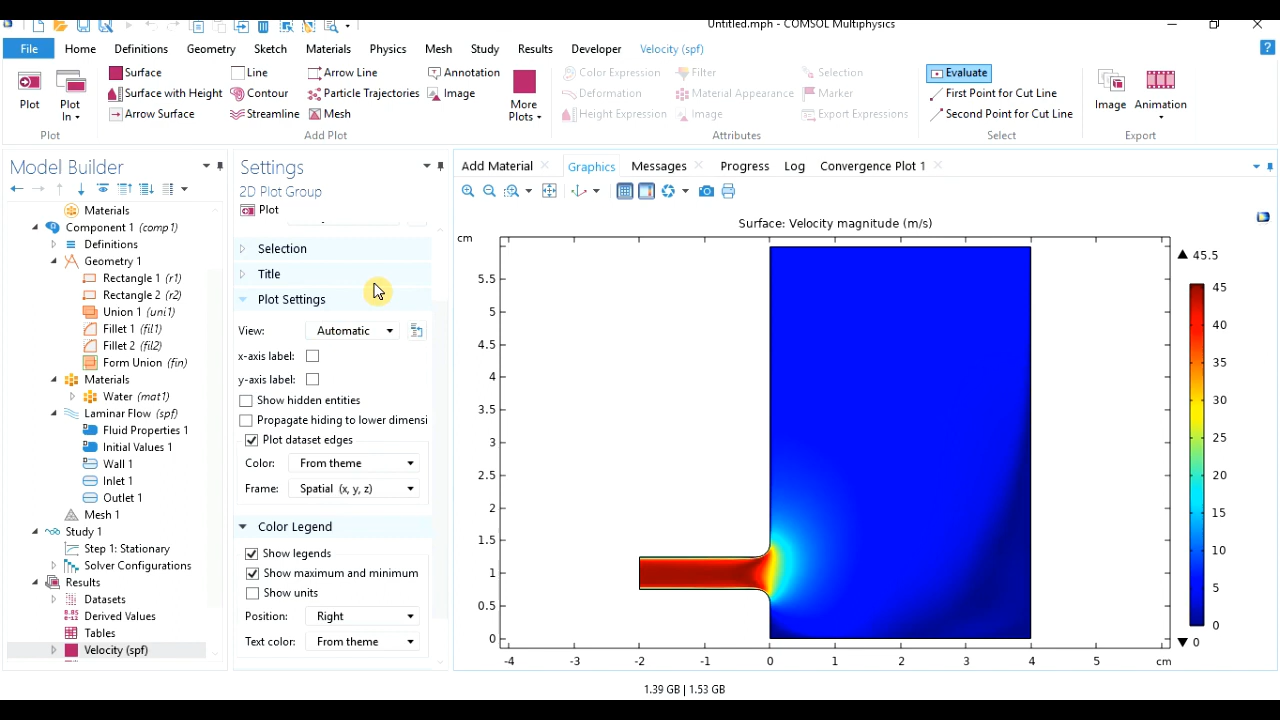 Untitled.mph - COMSOL Multiphysics
File Home Definitions Geometry Sketch Materials Physics Mesh Study Results Developer Velocity (spf) ?
Plot
Plot In
Plot
Surface Line Arrow Line Annotation
Surface with Height Contour Particle Trajectories Image
Arrow Surface Streamline Mesh
More Plots
Add Plot
Color Expression Filter Selection
Deformation Material Appearance Marker
Height Expression Image Export Expressions
Attributes
Evaluate
First Point for Cut Line
Second Point for Cut Line
Select
Image Animation
Export
Model Builder
Materials
Component 1 (comp1)
Definitions
Geometry 1
Rectangle 1 (r1)
Rectangle 2 (r2)
Union 1 (uni1)
Fillet 1 (fil1)
Fillet 2 (fil2)
Form Union (fin)
Materials
Water (mat1)
Laminar Flow (spf)
Fluid Properties 1
Initial Values 1
Wall 1
Inlet 1
Outlet 1
Mesh 1
Study 1
Step 1: Stationary
Solver Configurations
Results
Datasets
8.85
e-12
Derived Values
Tables
Velocity (spf)
Settings
2D Plot Group
Plot
Selection
Title
Plot Settings
View: Automatic
x-axis label:
y-axis label:
Show hidden entities
Propagate hiding to lower dimensi
Plot dataset edges
Color: From theme
Frame: Spatial (x, y, z)
Color Legend
Show legends
Show maximum and minimum
Show units
Position: Right
Text color: From theme
Add Material Graphics Messages Progress Log Convergence Plot 1
Surface: Velocity magnitude (m/s)
cm
5.5
5
4.5
4
3.5
3
2.5
2
1.5
1
0.5
0
-4 -3 -2 -1 0 1 2 3 4 5 cm
45.5
45
40
35
30
25
20
15
10
5
0
0
1.39 GB | 1.53 GB